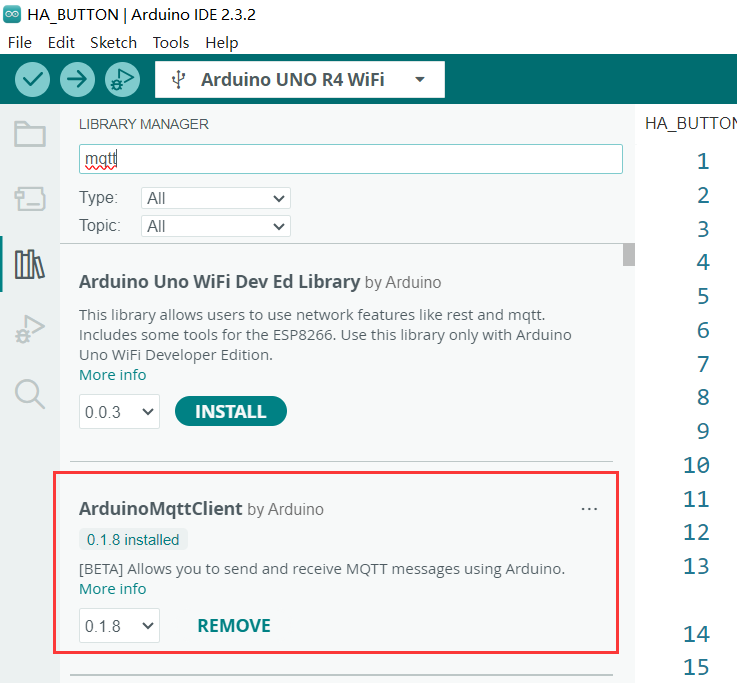 HA_BUTTON | Arduino IDE 2.3.2
File Edit Sketch Tools Help
Arduino UNO R4 WiFi
LIBRARY MANAGER
mqtt
Type: All
Topic: All
Arduino Uno WiFi Dev Ed Library by Arduino
This library allows users to use network features like rest and mqtt.
Includes some tools for the ESP8266. Use this library only with Arduino
Uno WiFi Developer Edition.
More info
0.0.3 INSTALL
ArduinoMqttClient by Arduino ...
0.1.8 installed
[BETA] Allows you to send and receive MQTT messages using Arduino.
More info
0.1.8 REMOVE
HA_BUTTON
1
2
3
4
5
6
7
8
9
10
11
12
13
14
15